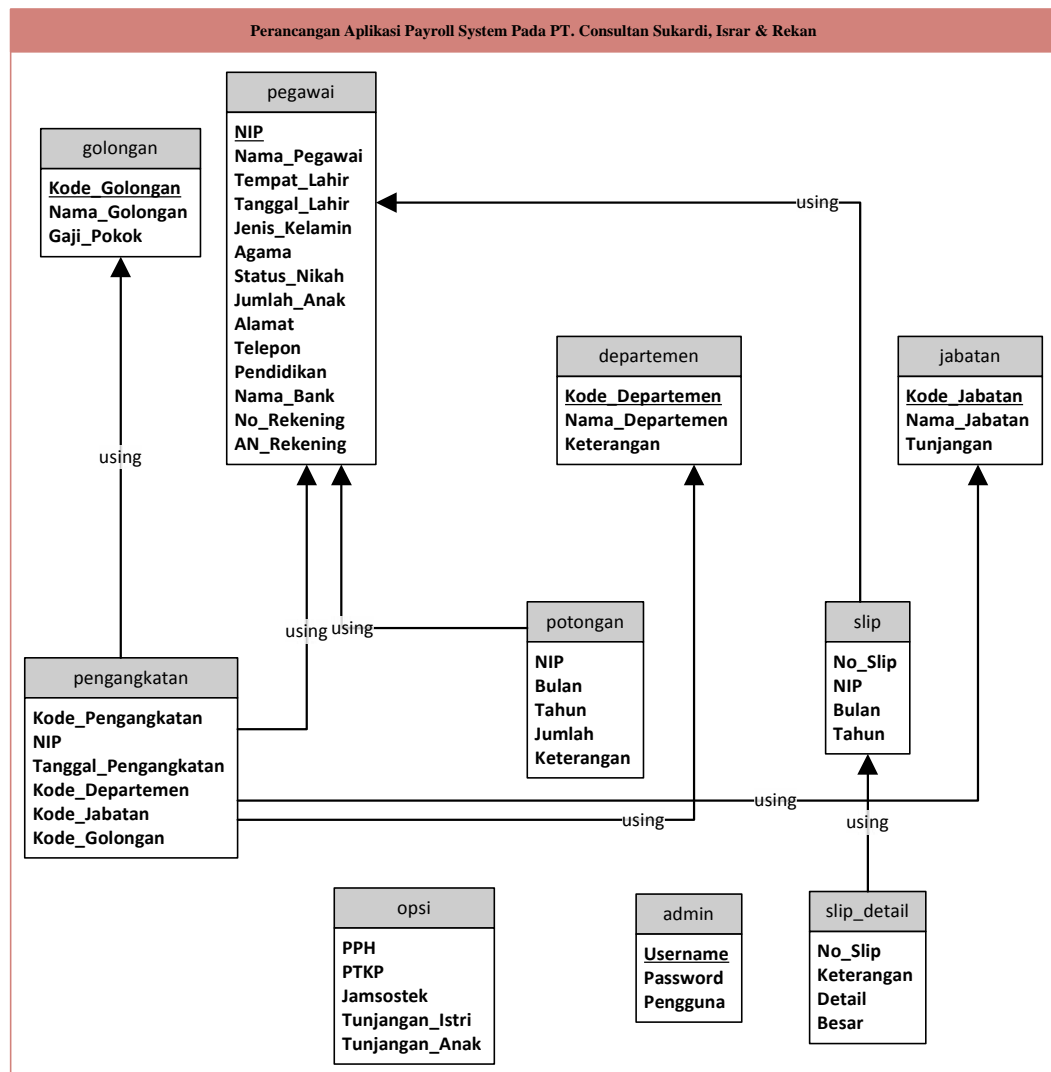 Perancangan Aplikasi Payroll System Pada PT. Consultan Sukardi, Israr & Rekan
pegawai
NIP
Nama_Pegawai
Tempat_Lahir
Tanggal_Lahir
Jenis_Kelamin
Agama
Status_Nikah
Jumlah_Anak
Alamat
Telepon
Pendidikan
Nama_Bank
No_Rekening
AN_Rekening
golongan
Kode_Golongan
Nama_Golongan
Gaji_Pokok
using
using
departemen
Kode_Departemen
Nama_Departemen
Keterangan
jabatan
Kode_Jabatan
Nama_Jabatan
Tunjangan
using
using
potongan
NIP
Bulan
Tahun
Jumlah
Keterangan
slip
No_Slip
NIP
Bulan
Tahun
pengangkatan
Kode_Pengangkatan
NIP
Tanggal_Pengangkatan
Kode_Departemen
Kode_Jabatan
Kode_Golongan
using
using
using
opsi
PPH
PTKP
Jamsostek
Tunjangan_Istri
Tunjangan_Anak
admin
Username
Password
Pengguna
slip_detail
No_Slip
Keterangan
Detail
Besar